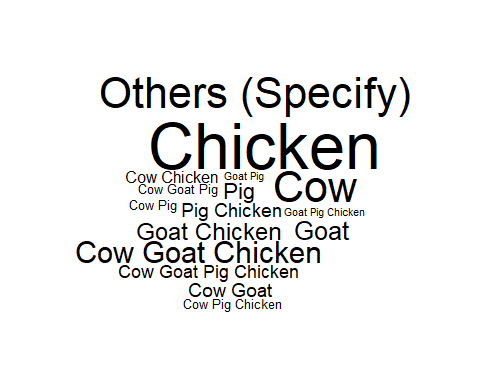 Others (Specify)
Chicken
Cow Chicken
Goat Pig
Cow Goat Pig
Pig
Cow
Cow Pig
Pig Chicken
Goat Pig Chicken
Goat Chicken
Goat
Cow Goat Chicken
Cow Goat Pig Chicken
Cow Goat
Cow Pig Chicken